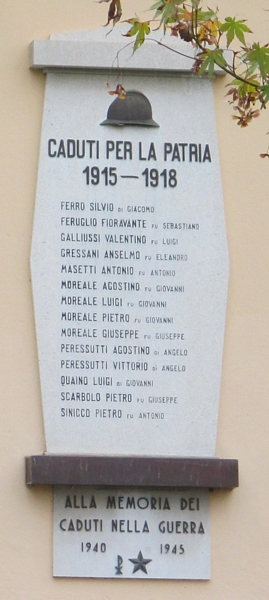 CADUTI PER LA PATRIA
1915-1918
FERRO SILVIO DI GIACOMO
FERUGLIO FIORAVANTE FU SEBASTIANO
GALLIUSSI VALENTINO FU LUIGI
GRESSANI ANSELMO FU ELEANDRO
MASETTI ANTONIO FU ANTONIO
MOREALE AGOSTINO FU GIOVANNI
MOREALE LUIGI FU GIOVANNI
MOREALE PIETRO FU GIOVANNI
MOREALE GIUSEPPE FU GIUSEPPE
PERESSUTTI AGOSTINO DI ANGELO
PERESSUTTI VITTORIO DI ANGELO
QUAINO LUIGI DI GIOVANNI
SCARBOLO PIETRO FU GIUSEPPE
SINICCO PIETRO FU ANTONIO
ALLA MEMORIA DEI
CADUTI NELLA GUERRA
1940 1945